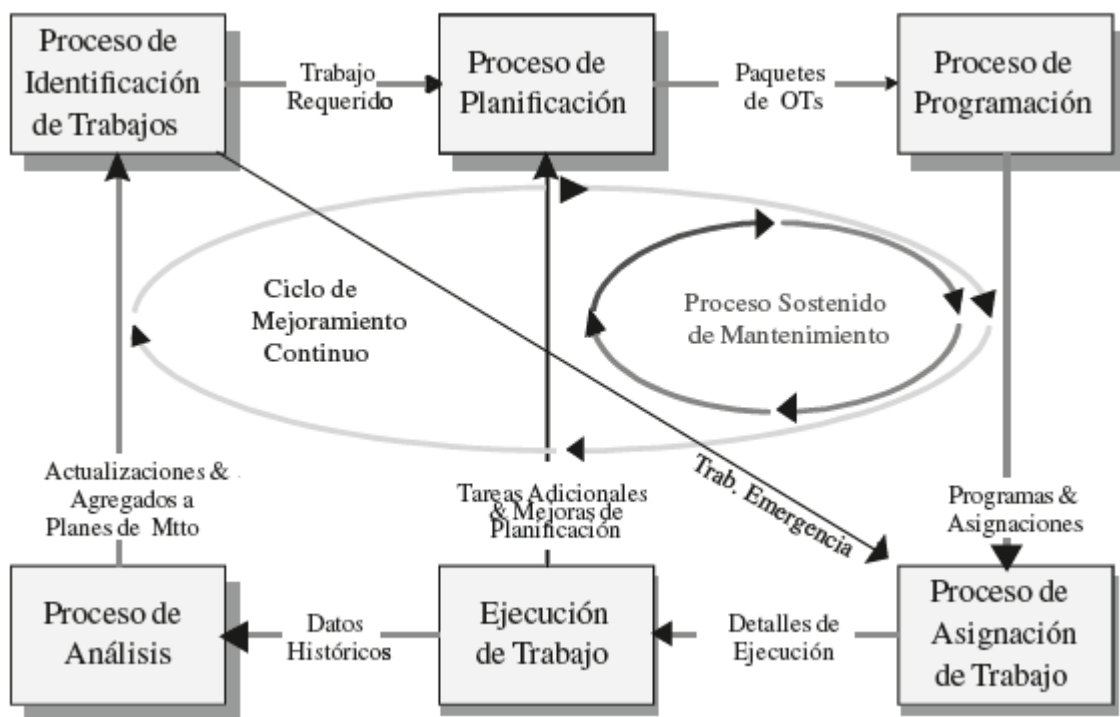 Proceso de
Identificación
de Trabajos
Trabajo
Requerido
Proceso de
Planificación
Paquetes
de OTs
Proceso de
Programación
Ciclo de
Mejoramiento
Continuo
Proceso Sostenido
de Mantenimiento
Actualizaciones &
Agregados a
Planes de Mtto
Tareas Adicionales
& Mejoras de
Planificación
Trab. Emergencia
Programas &
Asignaciones
Proceso de
Análisis
Datos
Históricos
Ejecución
de Trabajo
Detalles de
Ejecución
Proceso de
Asignación
de Trabajo